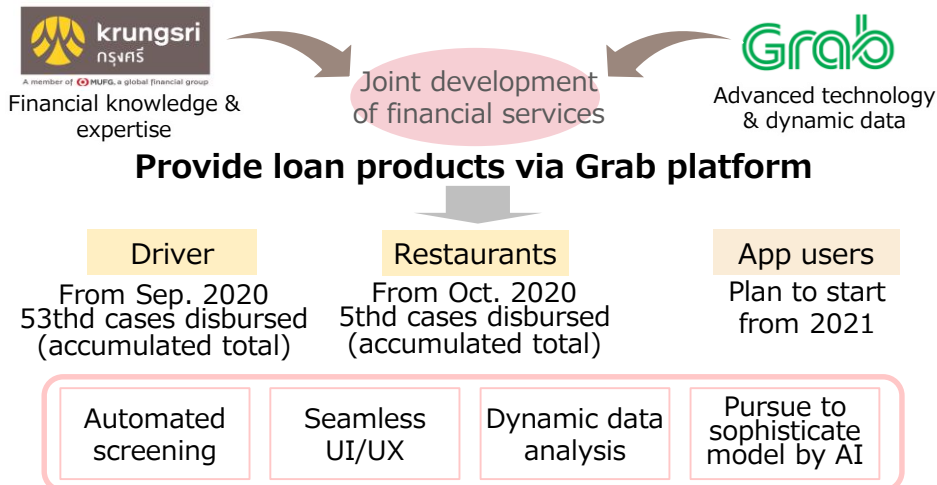 krungsri
กรุงศรี
A member of MUFG, a global financial group
Financial knowledge &
expertise
Joint development
of financial services
Grab
Advanced technology
& dynamic data
Provide loan products via Grab platform
Driver
From Sep. 2020
53thd cases disbursed
(accumulated total)
Restaurants
From Oct. 2020
5thd cases disbursed
(accumulated total)
App users
Plan to start
from 2021
Automated
screening
Seamless
UI/UX
Dynamic data
analysis
Pursue to
sophisticate
model by AI